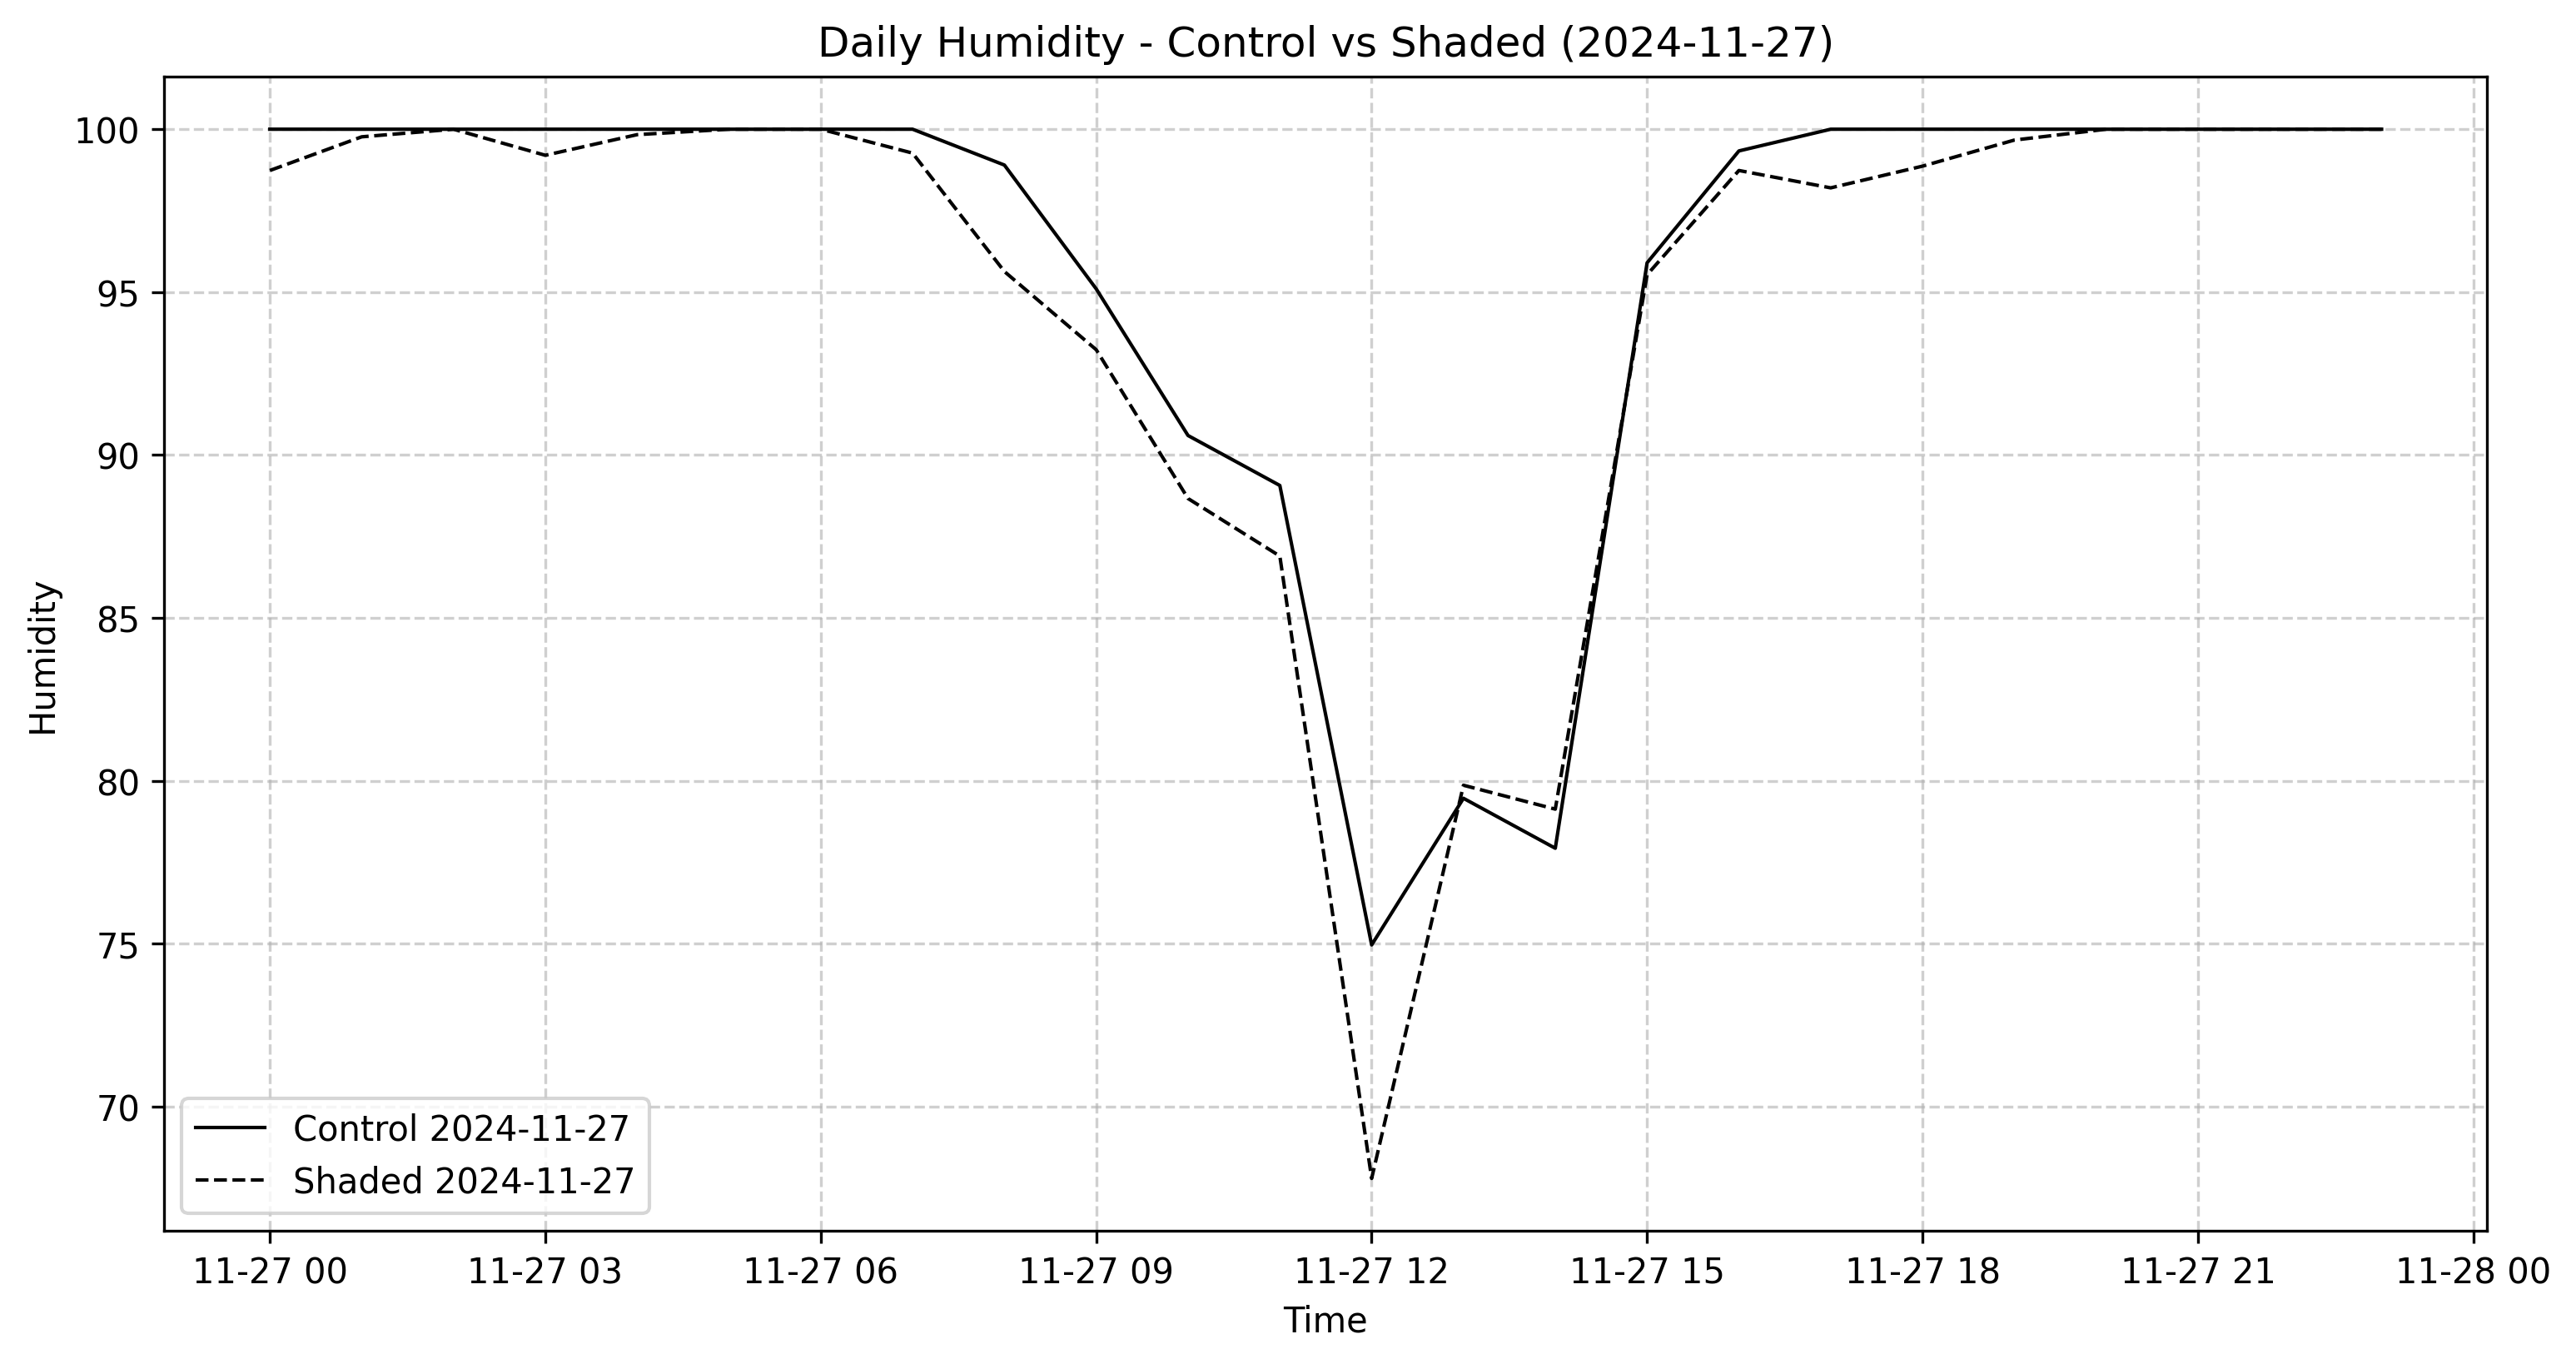 Daily Humidity - Control vs Shaded (2024-11-27)
Humidity
100
95
90
85
80
75
70
Control 2024-11-27
Shaded 2024-11-27
11-27 00 11-27 03 11-27 06 11-27 09 11-27 12 11-27 15 11-27 18 11-27 21 11-28 00
Time